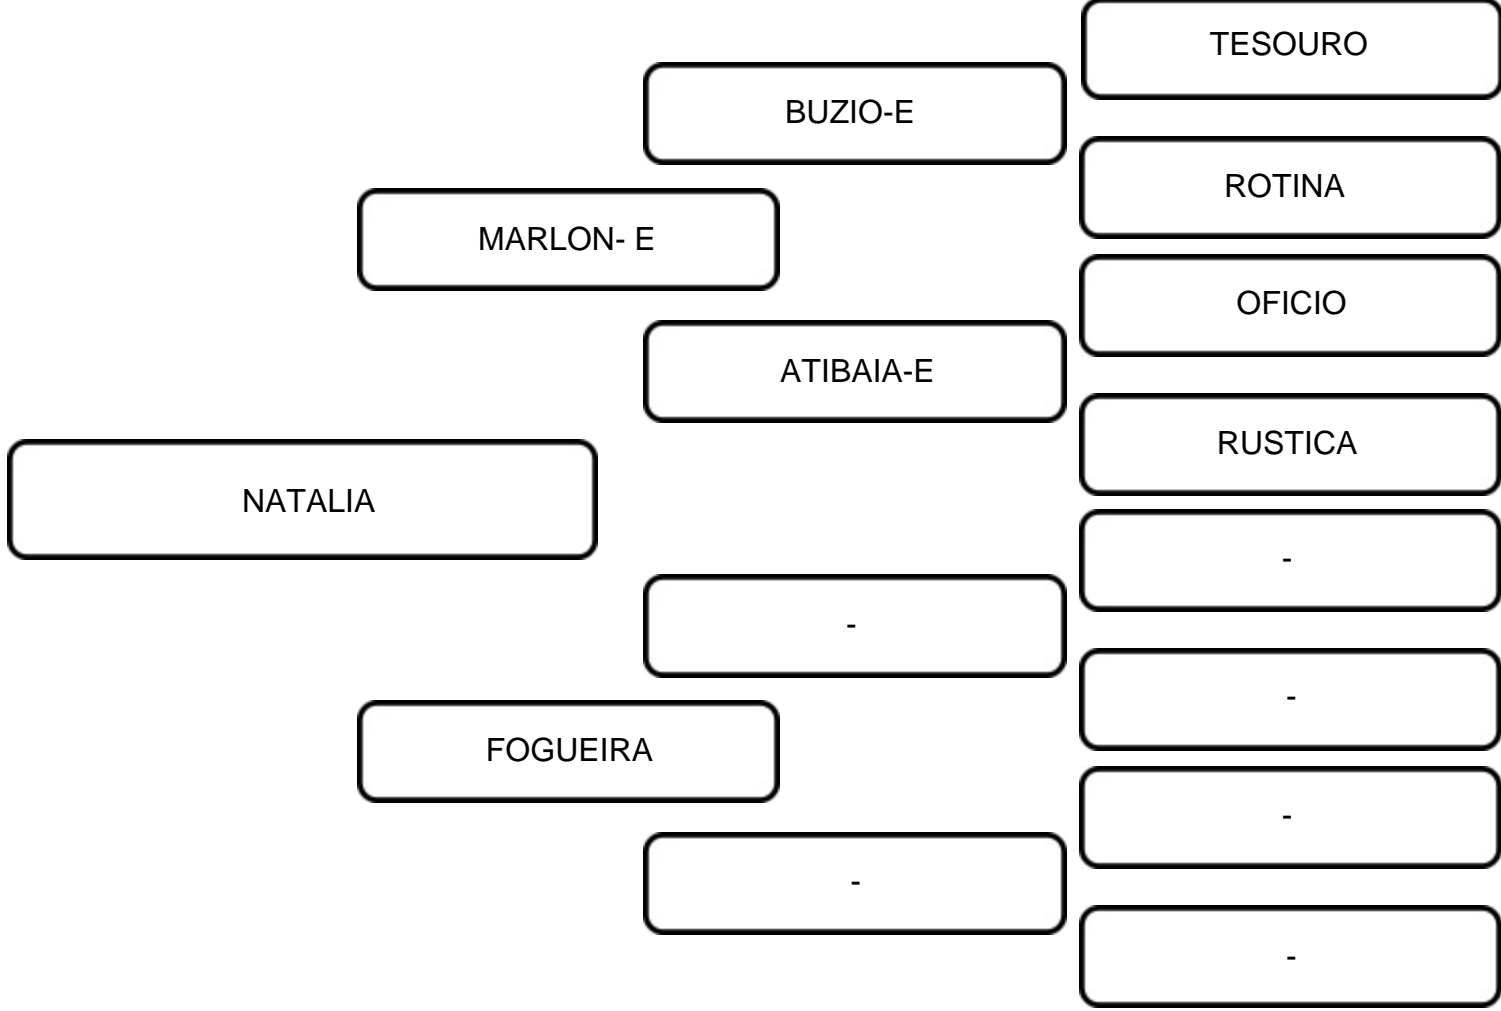 TESOURO
BUZIO-E
ROTINA
MARLON- E
OFICIO
ATIBAIA-E
RUSTICA
NATALIA
-
-
-
FOGUEIRA
-
-
-